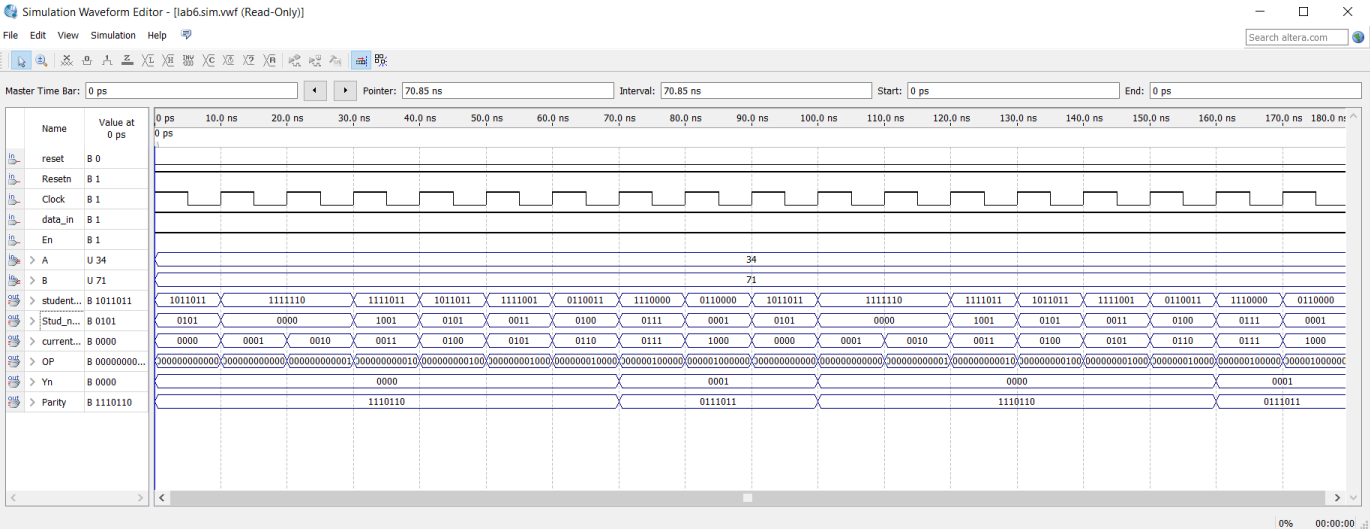 Simulation Waveform Editor - [lab6.sim.vwf (Read-Only)]
File Edit View Simulation Help
Search altera.com
Master Time Bar: 0 ps Pointer: 70.85 ns Interval: 70.85 ns Start: 0 ps End: 0 ps
Name Value at 0 ps
0 ps 10.0 ns 20.0 ns 30.0 ns 40.0 ns 50.0 ns 60.0 ns 70.0 ns 80.0 ns 90.0 ns 100.0 ns 110.0 ns 120.0 ns 130.0 ns 140.0 ns 150.0 ns 160.0 ns 170.0 ns 180.0 ns
0 ps
reset B 0
Resetn B 1
Clock B 1
data_in B 1
En B 1
A U 34 34
B U 71 71
student... B 1011011 1011011 1111110 1111011 1011011 1111001 0110011 1110000 0110000 1011011 1111110 1111011 1011011 1111001 0110011 1110000 0110000
Stud_n... B 0101 0101 0000 1001 0101 0011 0100 0111 0001 0101 0000 1001 0101 0011 0100 0111 0001
current... B 0000 0000 0001 0010 0011 0100 0101 0110 0111 1000 0000 0001 0010 0011 0100 0101 0110 0111 1000
OP B 00000000...
Yn B 0000 0000 0001 0000 0001
Parity B 1110110 1110110 0111011 1110110 0111011
0% 00:00:00